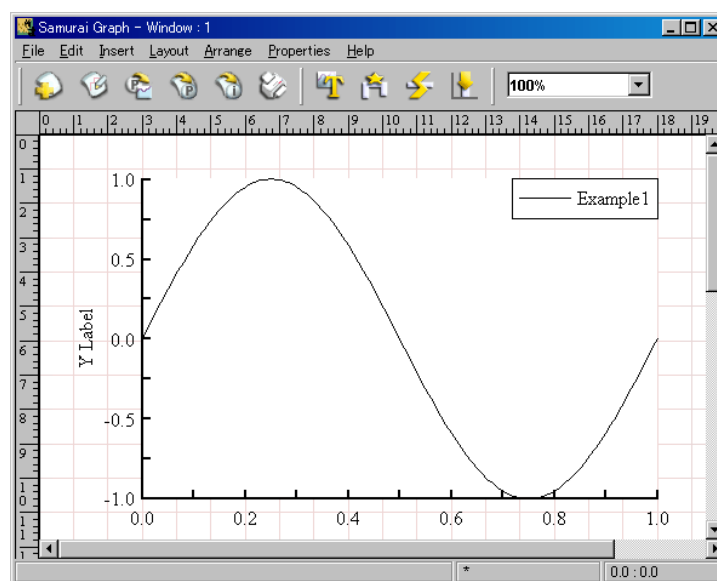 Samurai Graph - Window : 1
File Edit Insert Layout Arrange Properties Help
100%
0 1 2 3 4 5 6 7 8 9 10 11 12 13 14 15 16 17 18 19
0
1
2
3
4
5
6
7
8
9
10
11
1.0
0.5
0.0
-0.5
-1.0
Y Label
Example1
0.0 0.2 0.4 0.6 0.8 1.0
* 0.0 : 0.0